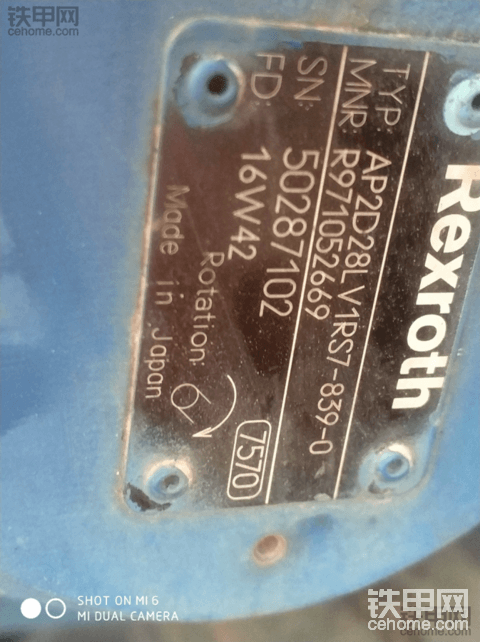 铁甲网
cehome.com
Rexroth
TYP: AP2D28LV1RS7-839-0
MNR: R971052669
SN: 50287102
FD: 16W42
Rotation:
7570
Made in Japan
SHOT ON MI 6
MI DUAL CAMERA
铁甲网
cehome.com